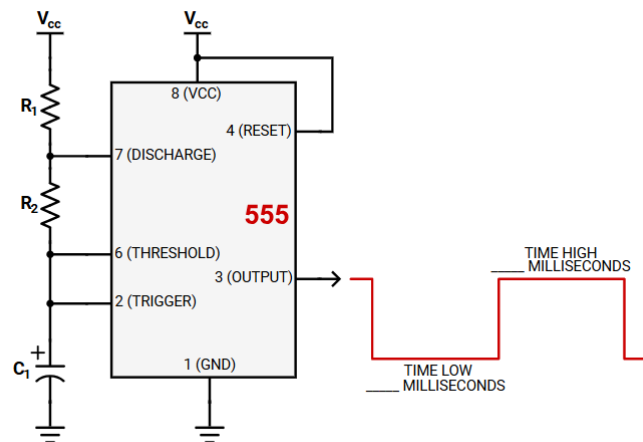 Vcc
Vcc
8 (VCC)
R1
4 (RESET)
7 (DISCHARGE)
R2
555
6 (THRESHOLD)
TIME HIGH
____ MILLISECONDS
3 (OUTPUT)
2 (TRIGGER)
+
C1
1 (GND)
TIME LOW
____ MILLISECONDS